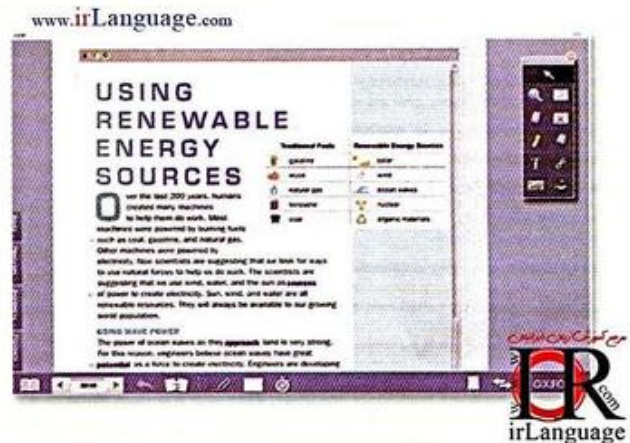 www.irLanguage.com
USING
RENEWABLE
ENERGY
SOURCES
Traditional Fuels Renewable Energy Sources
gasoline solar
wood wind
natural gas ocean waves
kerosene nuclear
coal organic materials
Over the last 200 years, humans
created many machines
to help them do work. Most
machines were powered by burning fuels
such as coal, gasoline, and natural gas.
Other machines were powered by
electricity. Now scientists are suggesting that we look for ways
to use natural forces to help us do work. The scientists are
suggesting that we use wind, water, and the sun as sources
of power to create electricity. Sun, wind, and water are all
renewable resources. They will always be available to our growing
world population.
USING WAVE POWER
The power of ocean waves as they approach land is very strong.
For this reason, engineers believe ocean waves have great
potential as a force to create electricity. Engineers are developing
IR
irLanguage